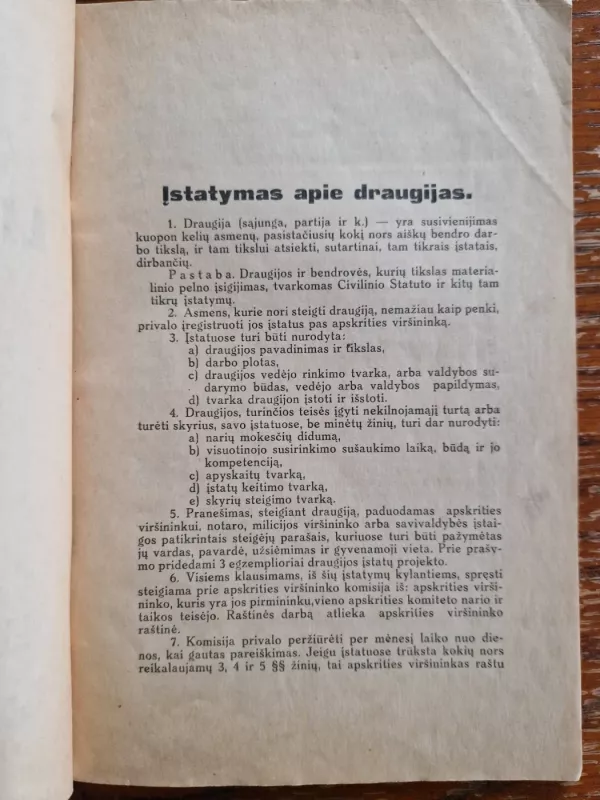 Įstatymas apie draugijas.
1. Draugija (sąjunga, partija ir k.) — yra susivienijimas
kuopon kelių asmenų, pasistačiusių kokį nors aiškų bendro dar-
bo tikslą, ir tam tikslui atsiekti, sutartinai, tam tikrais įstatais,
dirbančių.
Pastaba. Draugijos ir bendrovės, kurių tikslas materia-
linio pelno įsigijimas, tvarkomas Civilinio Statuto ir kitų tam
tikrų įstatymų.
2. Asmens, kurie nori steigti draugiją, nemažiau kaip penki,
privalo įregistruoti jos įstatus pas apskrities viršininką.
3. Įstatuose turi būti nurodyta:
a) draugijos pavadinimas ir tikslas,
b) darbo plotas,
c) draugijos vedėjo rinkimo tvarka, arba valdybos su-
darymo būdas, vedėjo arba valdybos papildymas,
d) tvarka draugijon įstoti ir išstoti.
4. Draugijos, turinčios teisės įgyti nekilnojamąjį turtą arba
turėti skyrius, savo įstatuose, be minėtų žinių, turi dar nurodyti:
a) narių mokesčių didumą,
b) visuotinojo susirinkimo sušaukimo laiką, būdą ir jo
kompetenciją,
c) apyskaitų tvarką,
d) įstatų keitimo tvarką,
e) skyrių steigimo tvarką.
5. Pranešimas, steigiant draugiją, paduodamas apskrities
viršininkui, notaro, milicijos viršininko arba savivaldybės įstai-
gos patikrintais steigėjų parašais, kuriuose turi būti pažymėtas
jų vardas, pavardė, užsiėmimas ir gyvenamoji vieta. Prie prašy-
mo pridedami 3 egzemplioriai draugijos įstatų projekto.
6. Visiems klausimams, iš šių įstatymų kylantiems, spręsti
steigiama prie apskrities viršininko komisija iš: apskrities virši-
ninko, kuris yra jos pirmininku,vieno apskrities komiteto nario ir
taikos teisėjo. Raštinės darbą atlieka apskrities viršininko
raštinė.
7. Komisija privalo peržiūrėti per mėnesį laiko nuo die-
nos, kai gautas pareiškimas. Jeigu įstatuose trūksta kokių nors
reikalaujamų 3, 4 ir 5 §§ žinių, tai apskrities viršininkas raštu